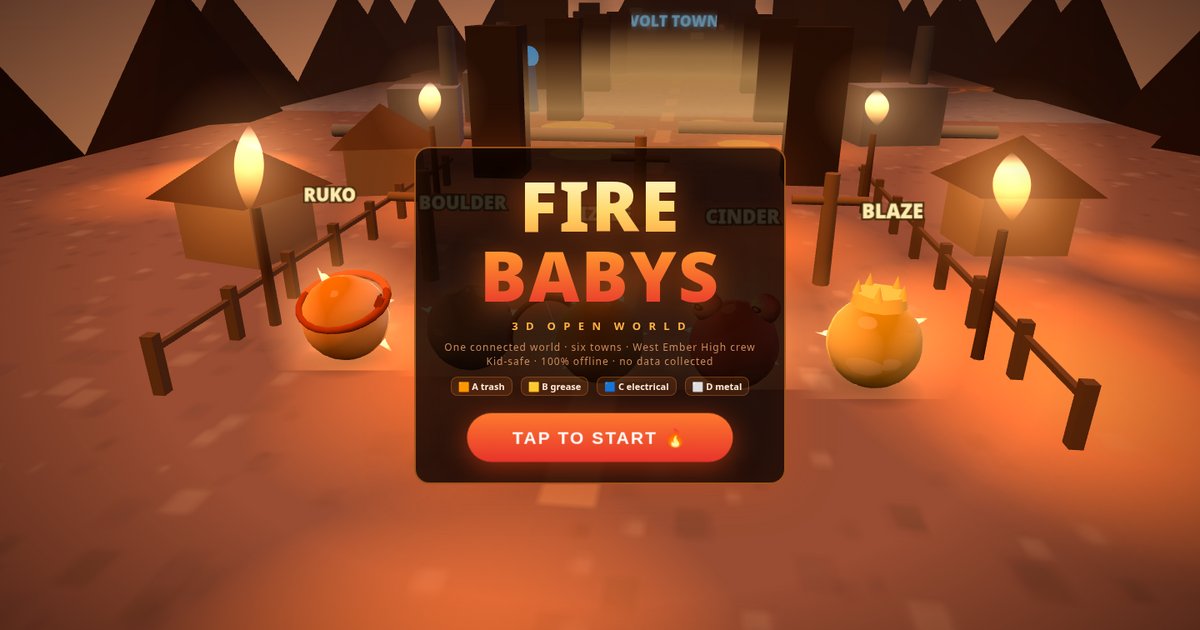 VOLT TOWN
RUKO
BOULDER
CINDER
BLAZE
FIRE
BABYS
3D OPEN WORLD
One connected world · six towns · West Ember High crew
Kid-safe · 100% offline · no data collected
🟧 A trash 🟨 B grease 🟦 C electrical ⬜ D metal
TAP TO START 🔥